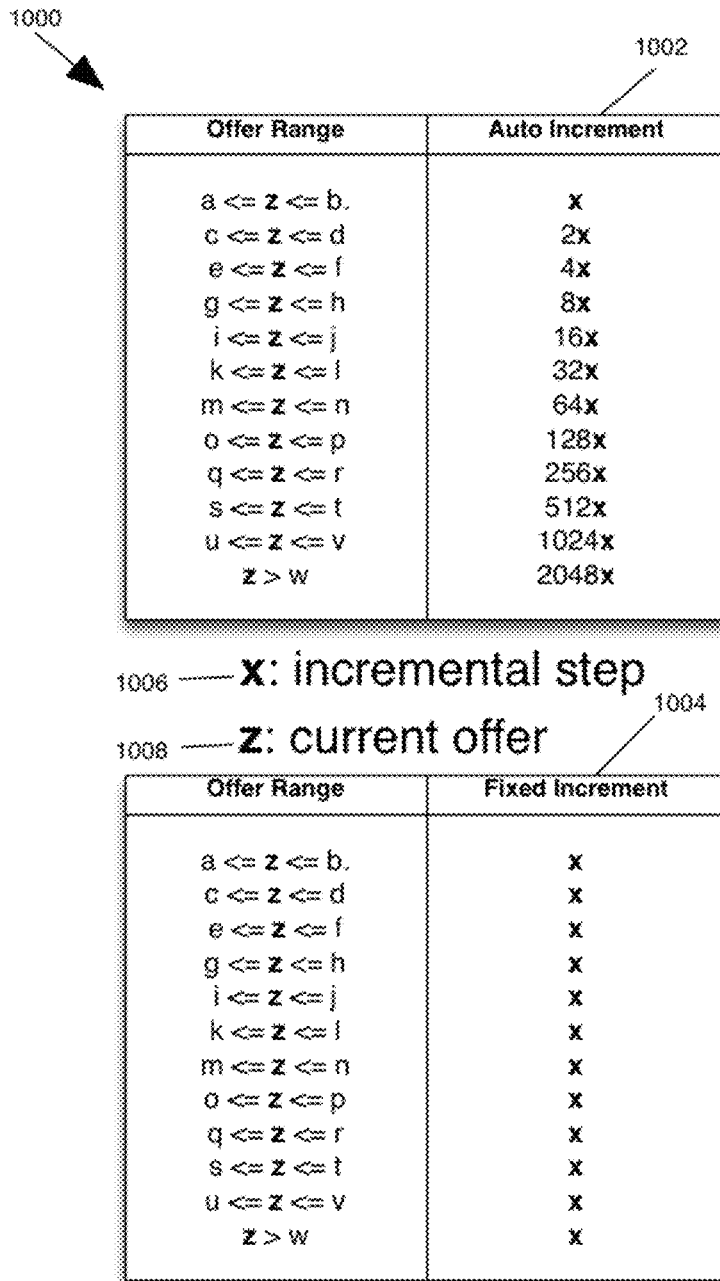 1000
1002
Offer Range Auto Increment
a <= z <= b. x
c <= z <= d 2x
e <= z <= f 4x
g <= z <= h 8x
i <= z <= j 16x
k <= z <= l 32x
m <= z <= n 64x
o <= z <= p 128x
q <= z <= r 256x
s <= z <= t 512x
u <= z <= v 1024x
z > w 2048x
1006 x: incremental step
1004
1008 z: current offer
Offer Range Fixed Increment
a <= z <= b. x
c <= z <= d x
e <= z <= f x
g <= z <= h x
i <= z <= j x
k <= z <= l x
m <= z <= n x
o <= z <= p x
q <= z <= r x
s <= z <= t x
u <= z <= v x
z > w x